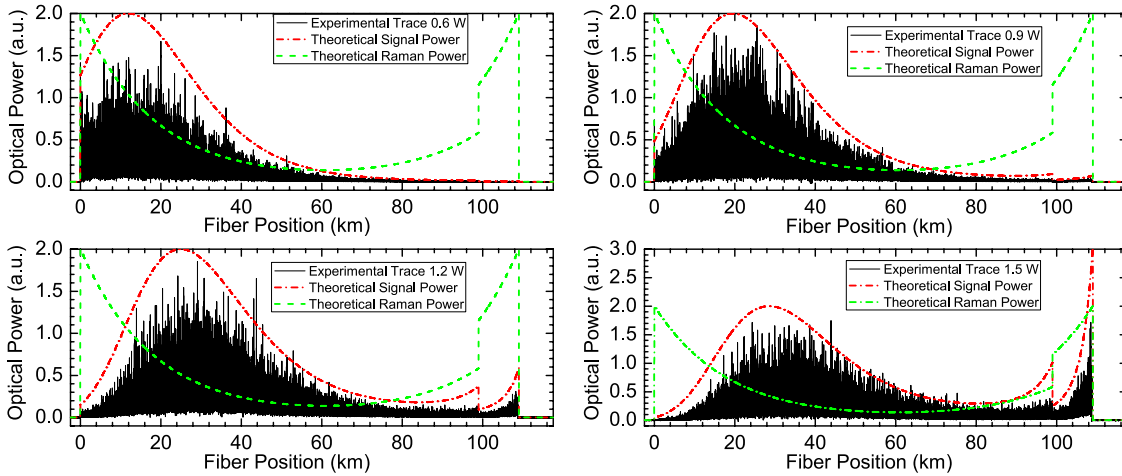 Experimental Trace 0.6 W
Theoretical Signal Power
Theoretical Raman Power
Optical Power (a.u.)
2.0
1.5
1.0
0.5
0.0
0 20 40 60 80 100
Fiber Position (km)
Experimental Trace 0.9 W
Theoretical Signal Power
Theoretical Raman Power
Optical Power (a.u.)
2.0
1.5
1.0
0.5
0.0
0 20 40 60 80 100
Fiber Position (km)
Experimental Trace 1.2 W
Theoretical Signal Power
Theoretical Raman Power
Optical Power (a.u.)
2.0
1.5
1.0
0.5
0.0
0 20 40 60 80 100
Fiber Position (km)
Experimental Trace 1.5 W
Theoretical Signal Power
Theoretical Raman Power
Optical Power (a.u.)
3.0
2.5
2.0
1.5
1.0
0.5
0.0
0 20 40 60 80 100
Fiber Position (km)